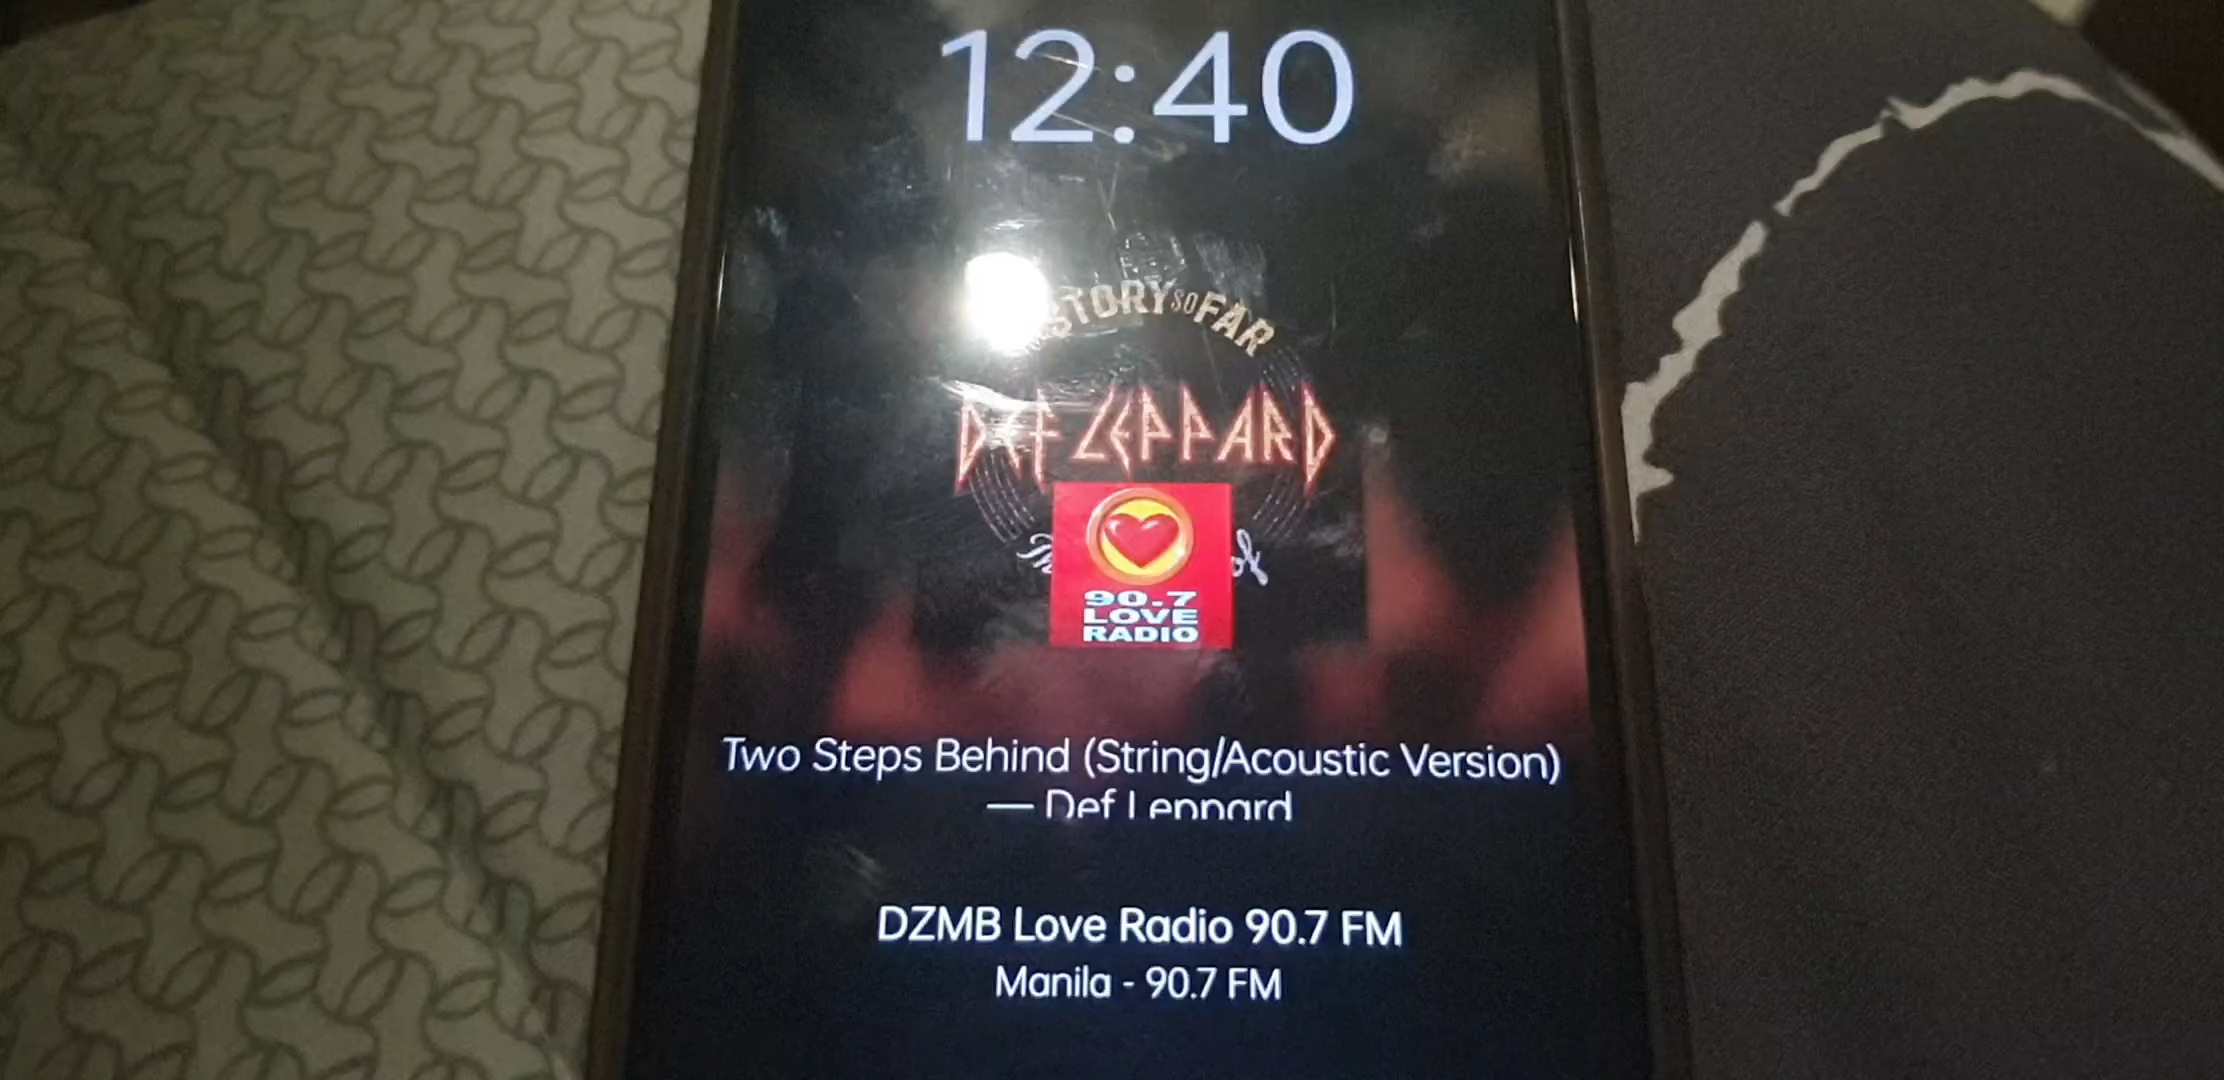 12:40
STORY SO FAR
DEF LEPPARD
of
90.7
LOVE
RADIO
Two Steps Behind (String/Acoustic Version)
— Def Leppard
DZMB Love Radio 90.7 FM
Manila - 90.7 FM